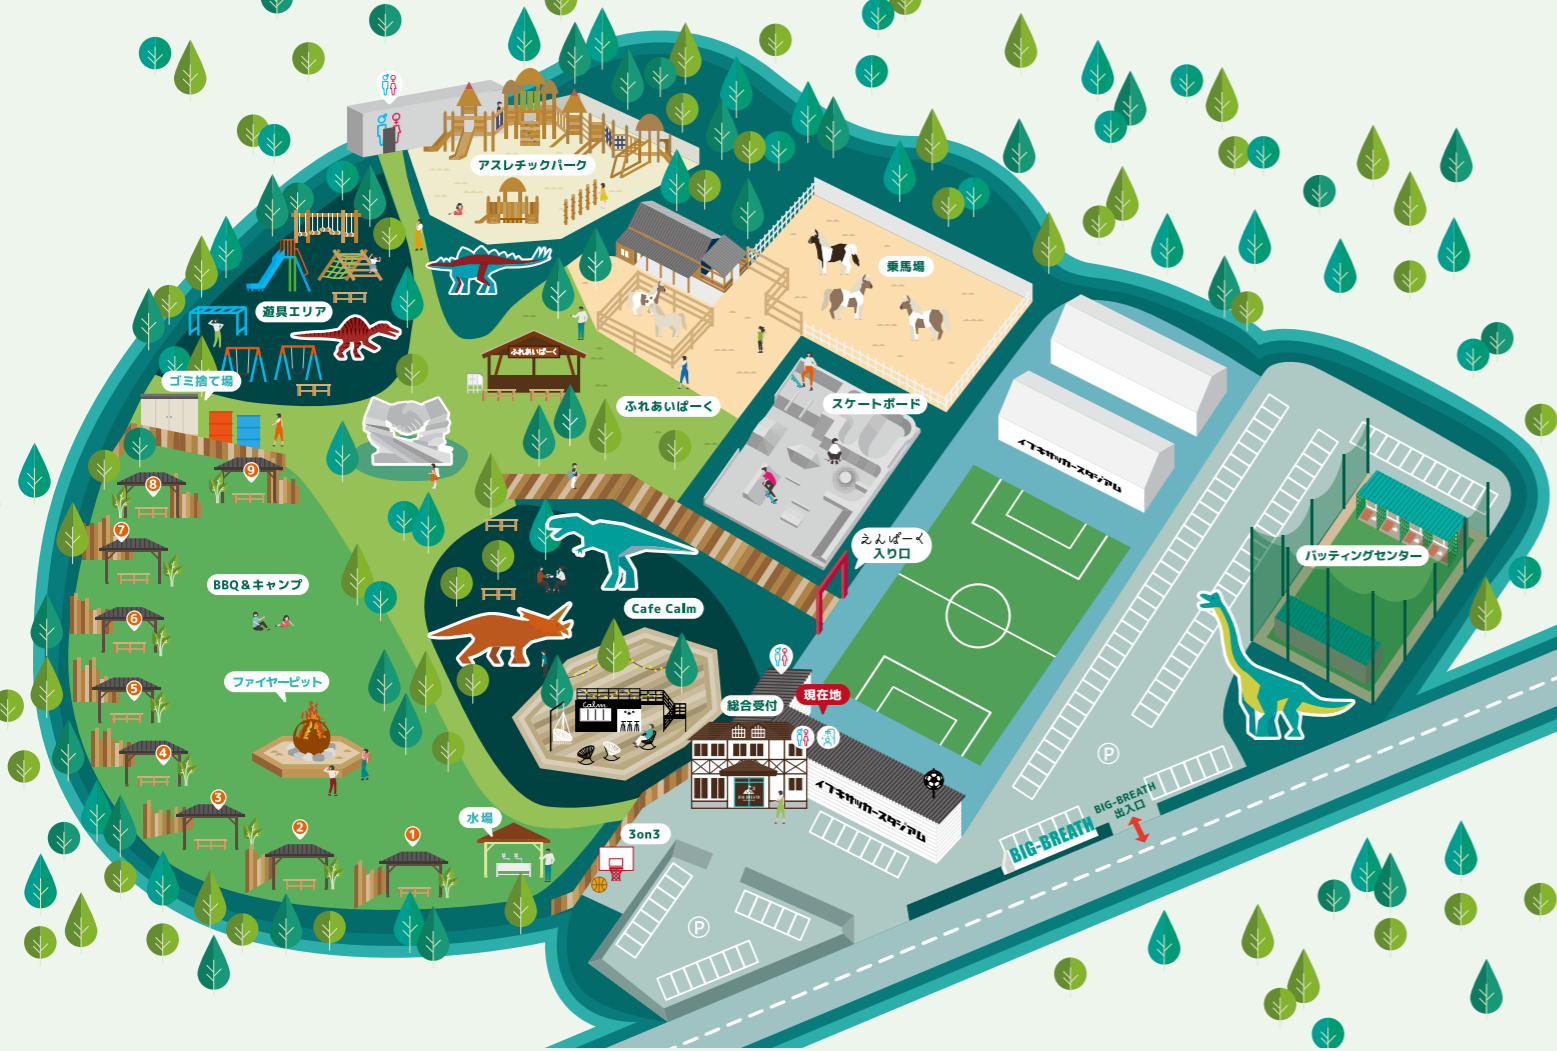 アスレチックパーク
遊具エリア
乗馬場
ゴミ捨て場
ふれあいぱーく
ふれあいぱーく
スケートボード
イブキサッカースタジアム
えんぱーく
入り口
バッティングセンター
9
8
7
BBQ&キャンプ
6
5
4
3
2
1
ファイヤーピット
Cafe Calm
Calm
総合受付
現在地
BIG BREATH
イブキサッカースタジアム
水場
3on3
P
P
BIG-BREATH
BIG-BREATH
出入口